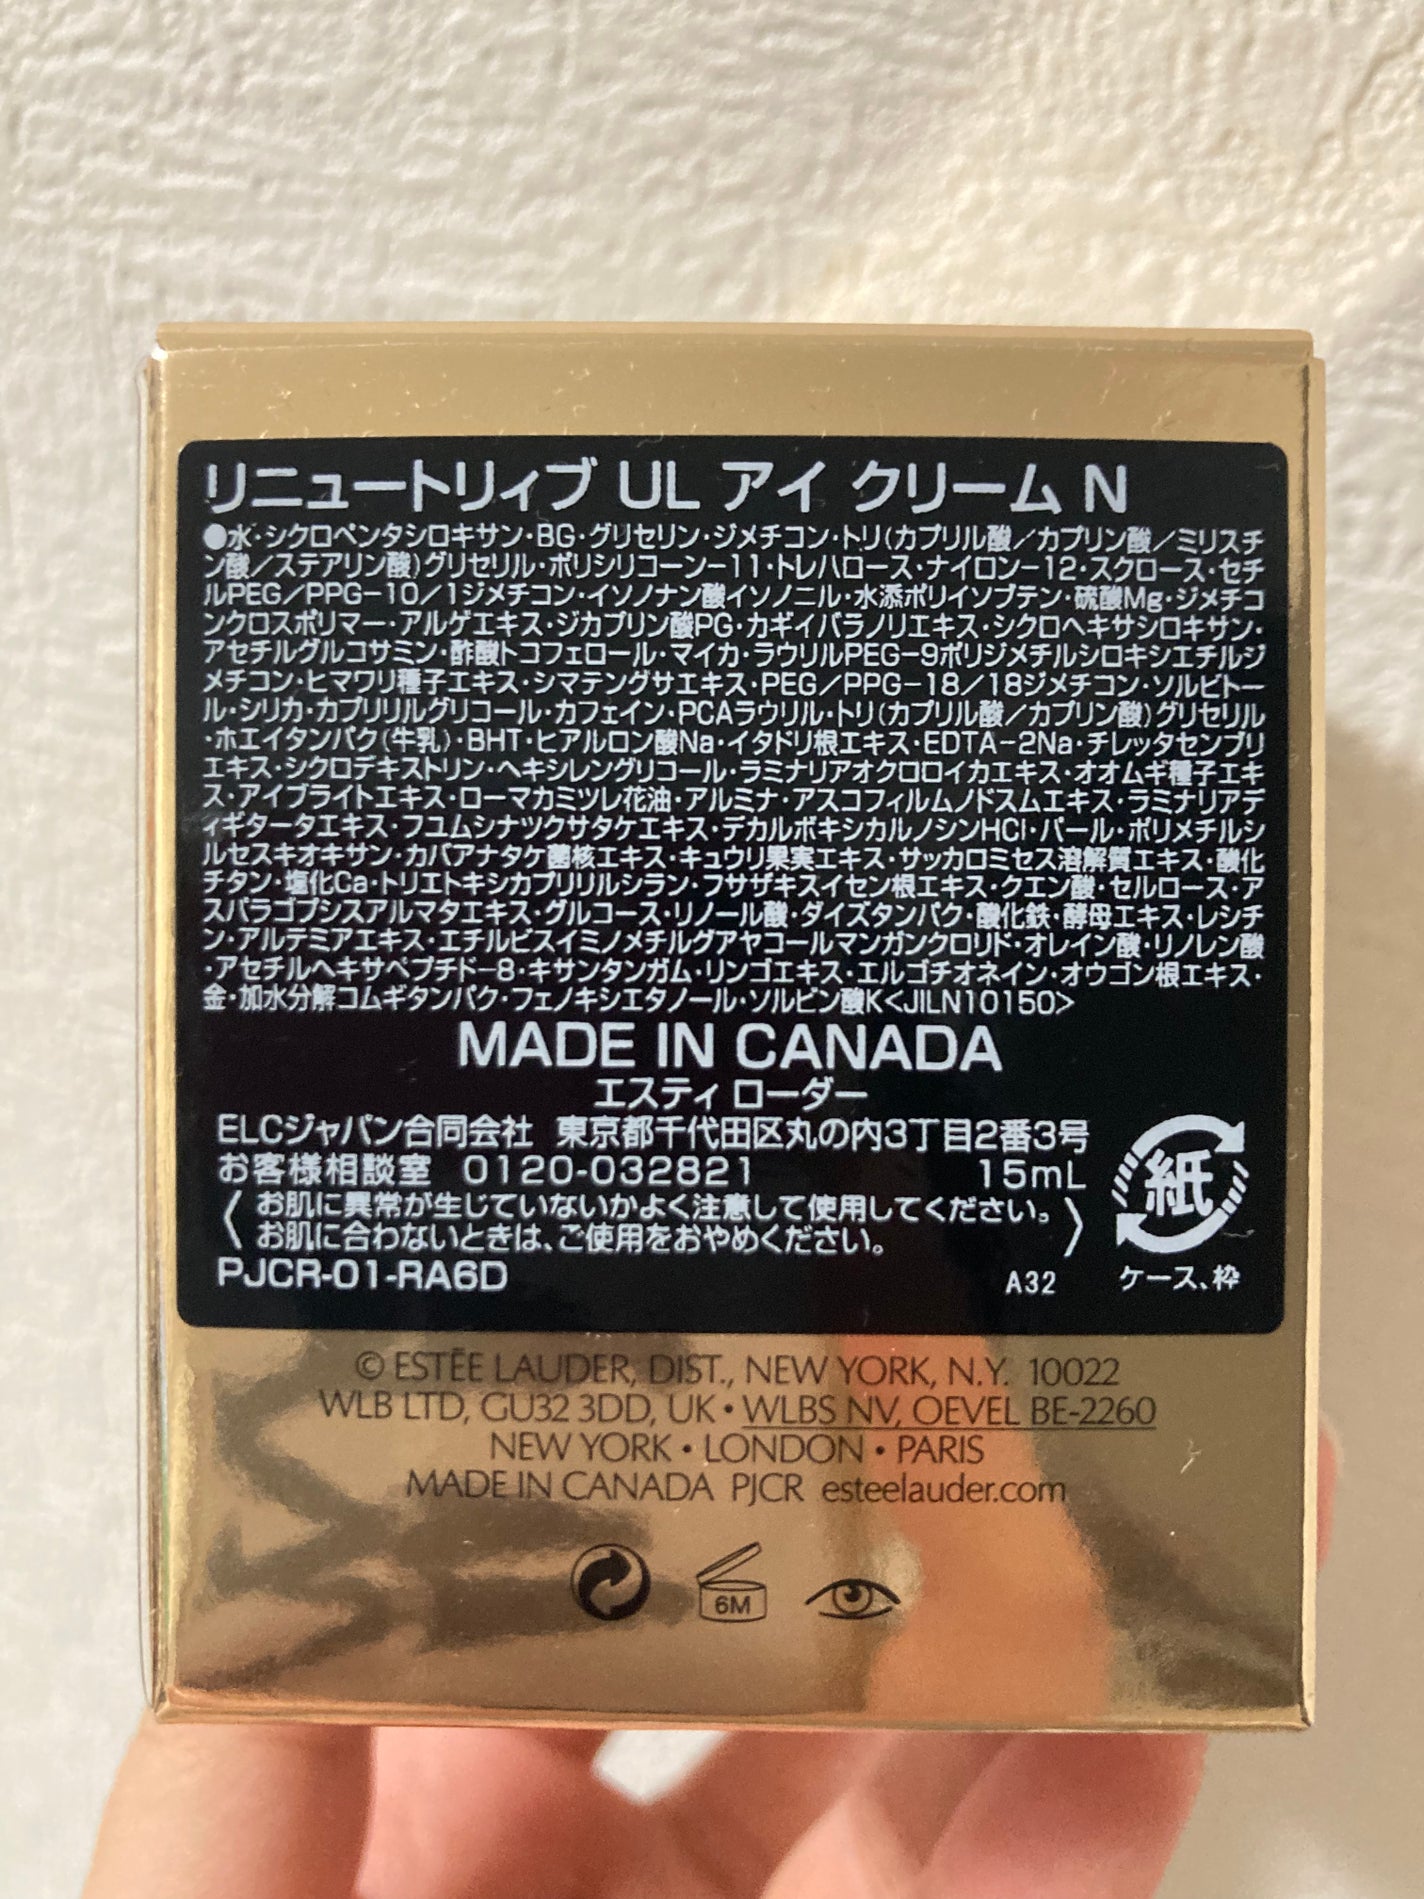 リニュートリィブ UL アイ クリーム N
●水・シクロペンタシロキサン・BG・グリセリン・ジメチコン・トリ(カプリル酸／カプリン酸／ミリスチ
ン酸／ステアリン酸)グリセリル・ポリシリコーン-11・トレハロース・ナイロン-12・スクロース・セチ
ルPEG／PPG-10／1ジメチコン・イソノナン酸イソノニル・水添ポリイソブテン・硫酸Mg・ジメチコ
ンクロスポリマー・アルゲエキス・ジカプリン酸PG・カギイバラノリエキス・シクロヘキサシロキサン・
アセチルグルコサミン・酢酸トコフェロール・マイカ・ラウリルPEG-9ポリジメチルシロキシエチルジ
メチコン・ヒマワリ種子エキス・シマテングサエキス・PEG／PPG-18／18ジメチコン・ソルビトー
ル・シリカ・カプリリルグリコール・カフェイン・PCAラウリル・トリ(カプリル酸／カプリン酸)グリセリル
・ホエイタンパク(牛乳)・BHT・ヒアルロン酸Na・イタドリ根エキス・EDTA-2Na・チレッタセンブリ
エキス・シクロデキストリン・ヘキシレングリコール・ラミナリアオクロロイカエキス・オオムギ種子エキ
ス・アイブライトエキス・ローマカミツレ花油・アルミナ・アスコフィルムノドスムエキス・ラミナリアデ
ィギタータエキス・フユムシナツクサタケエキス・デカルボキシカルノシンHCl・パール・ポリメチルシ
ルセスキオキサン・カバアナタケ菌核エキス・キュウリ果実エキス・サッカロミセス溶解質エキス・酸化
チタン・塩化Ca・トリエトキシカプリリルシラン・フサザキスイセン根エキス・クエン酸・セルロース・ア
スパラゴプシスアルマタエキス・グルコース・リノール酸・ダイズタンパク・酸化鉄・酵母エキス・レシチ
ン・アルテミアエキス・エチルビスイミノメチルグアヤコールマンガンクロリド・オレイン酸・リノレン酸
・アセチルヘキサペプチド-8・キサンタンガム・リンゴエキス・エルゴチオネイン・オウゴン根エキス・
金・加水分解コムギタンパク・フェノキシエタノール・ソルビン酸K<JILN10150>
MADE IN CANADA
エスティ ローダー
ELCジャパン合同会社 東京都千代田区丸の内3丁目2番3号
お客様相談室 0120-032821 15mL
〈お肌に異常が生じていないかよく注意して使用してください。
お肌に合わないときは、ご使用をおやめください。〉
紙
PJCR-01-RA6D A32 ケース、枠
© ESTĒE LAUDER, DIST., NEW YORK, N.Y. 10022
WLB LTD, GU32 3DD, UK • WLBS NV, OEVEL BE-2260
NEW YORK • LONDON • PARIS
MADE IN CANADA PJCR esteelauder.com
6M